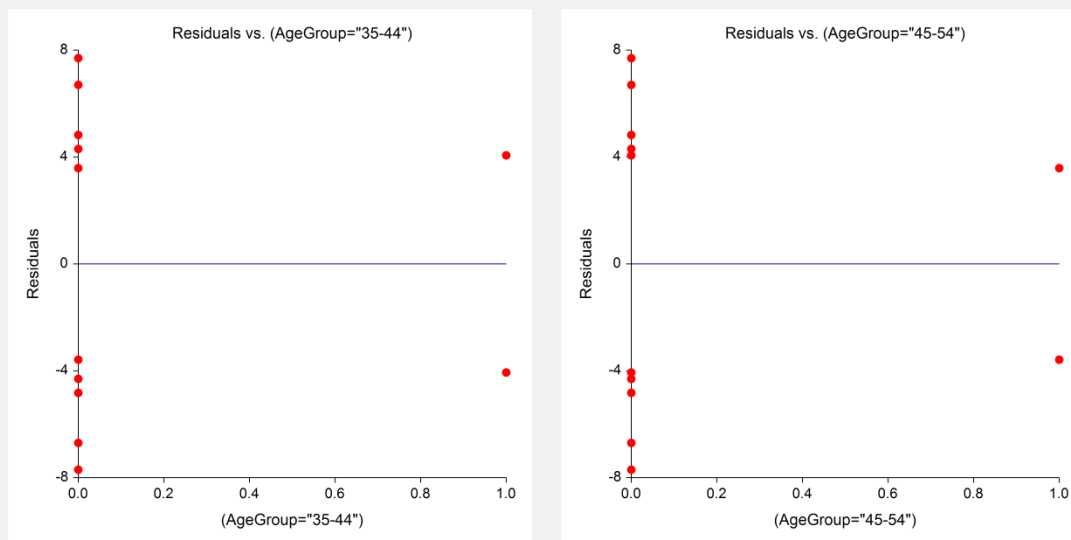 Residuals vs. (AgeGroup="35-44")
8
4
0
-4
-8
Residuals
0.0 0.2 0.4 0.6 0.8 1.0
(AgeGroup="35-44")
Residuals vs. (AgeGroup="45-54")
8
4
0
-4
-8
Residuals
0.0 0.2 0.4 0.6 0.8 1.0
(AgeGroup="45-54")